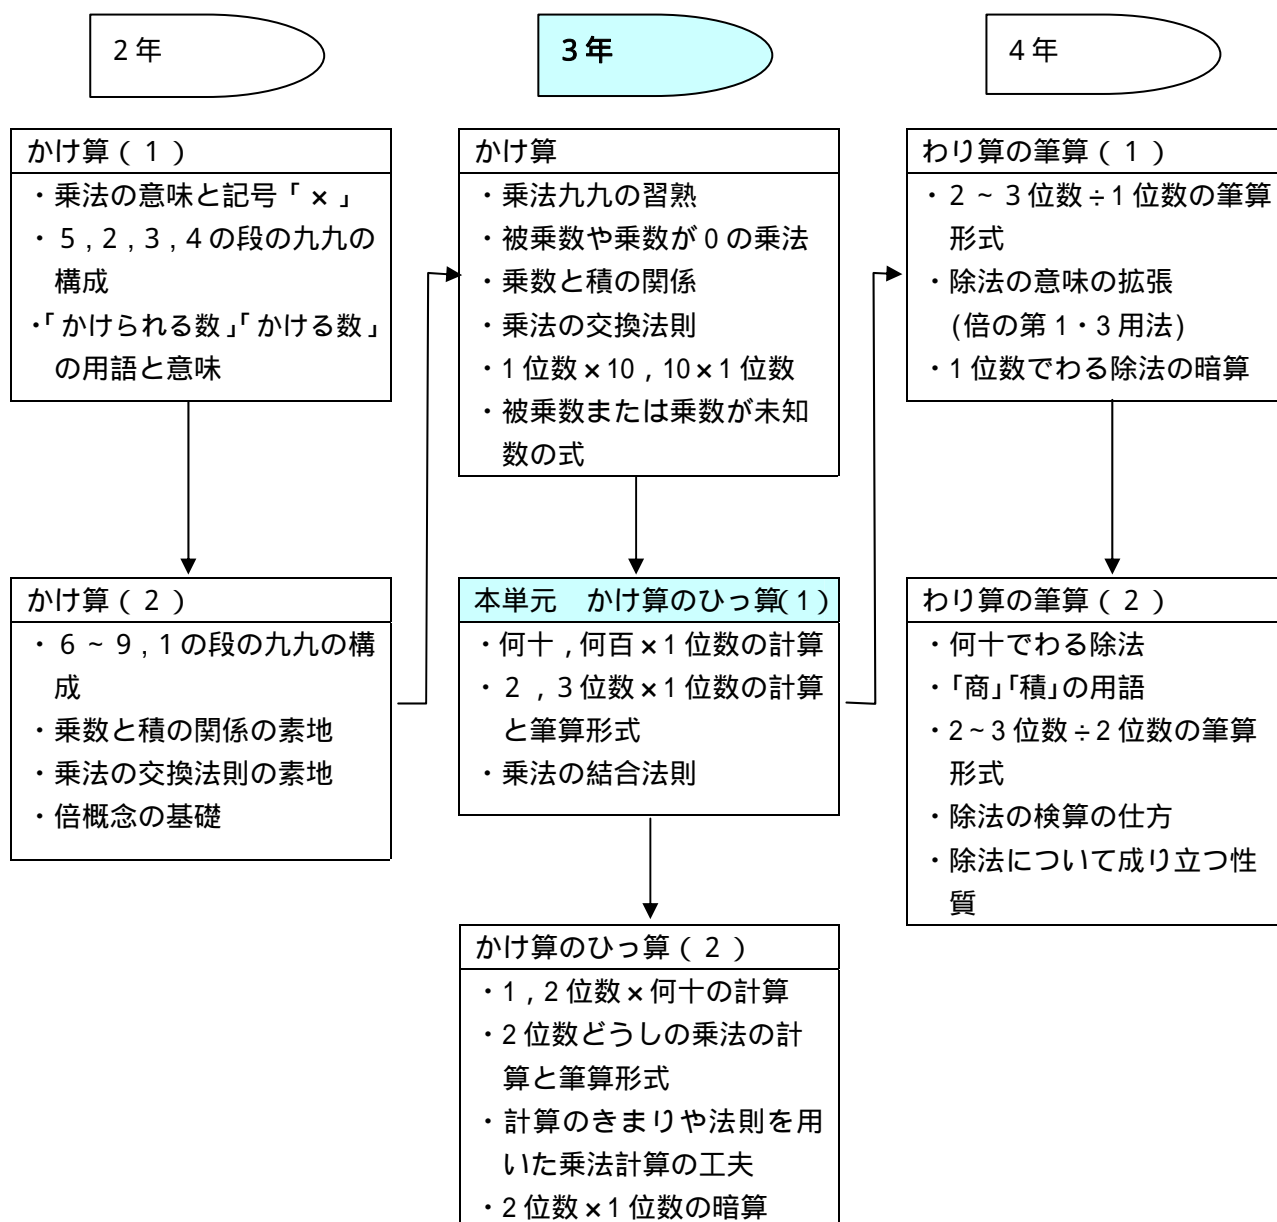 2年
3年
4年
かけ算(1)
・乗法の意味と記号「×」
・5,2,3,4の段の九九の
構成
・「かけられる数」「かける数」
の用語と意味
かけ算(2)
・6~9,1の段の九九の構
成
・乗数と積の関係の素地
・乗法の交換法則の素地
・倍概念の基礎
かけ算
・乗法九九の習熟
・被乗数や乗数が0の乗法
・乗数と積の関係
・乗法の交換法則
・1位数×10,10×1位数
・被乗数または乗数が未知
数の式
本単元 かけ算のひっ算(1)
・何十,何百×1位数の計算
・2,3位数×1位数の計算
と筆算形式
・乗法の結合法則
かけ算のひっ算(2)
・1,2位数×何十の計算
・2位数どうしの乗法の計
算と筆算形式
・計算のきまりや法則を用
いた乗法計算の工夫
・2位数×1位数の暗算
わり算の筆算(1)
・2~3位数÷1位数の筆算
形式
・除法の意味の拡張
(倍の第1・3用法)
・1位数でわる除法の暗算
わり算の筆算(2)
・何十でわる除法
・「商」「積」の用語
・2~3位数÷2位数の筆算
形式
・除法の検算の仕方
・除法について成り立つ性
質